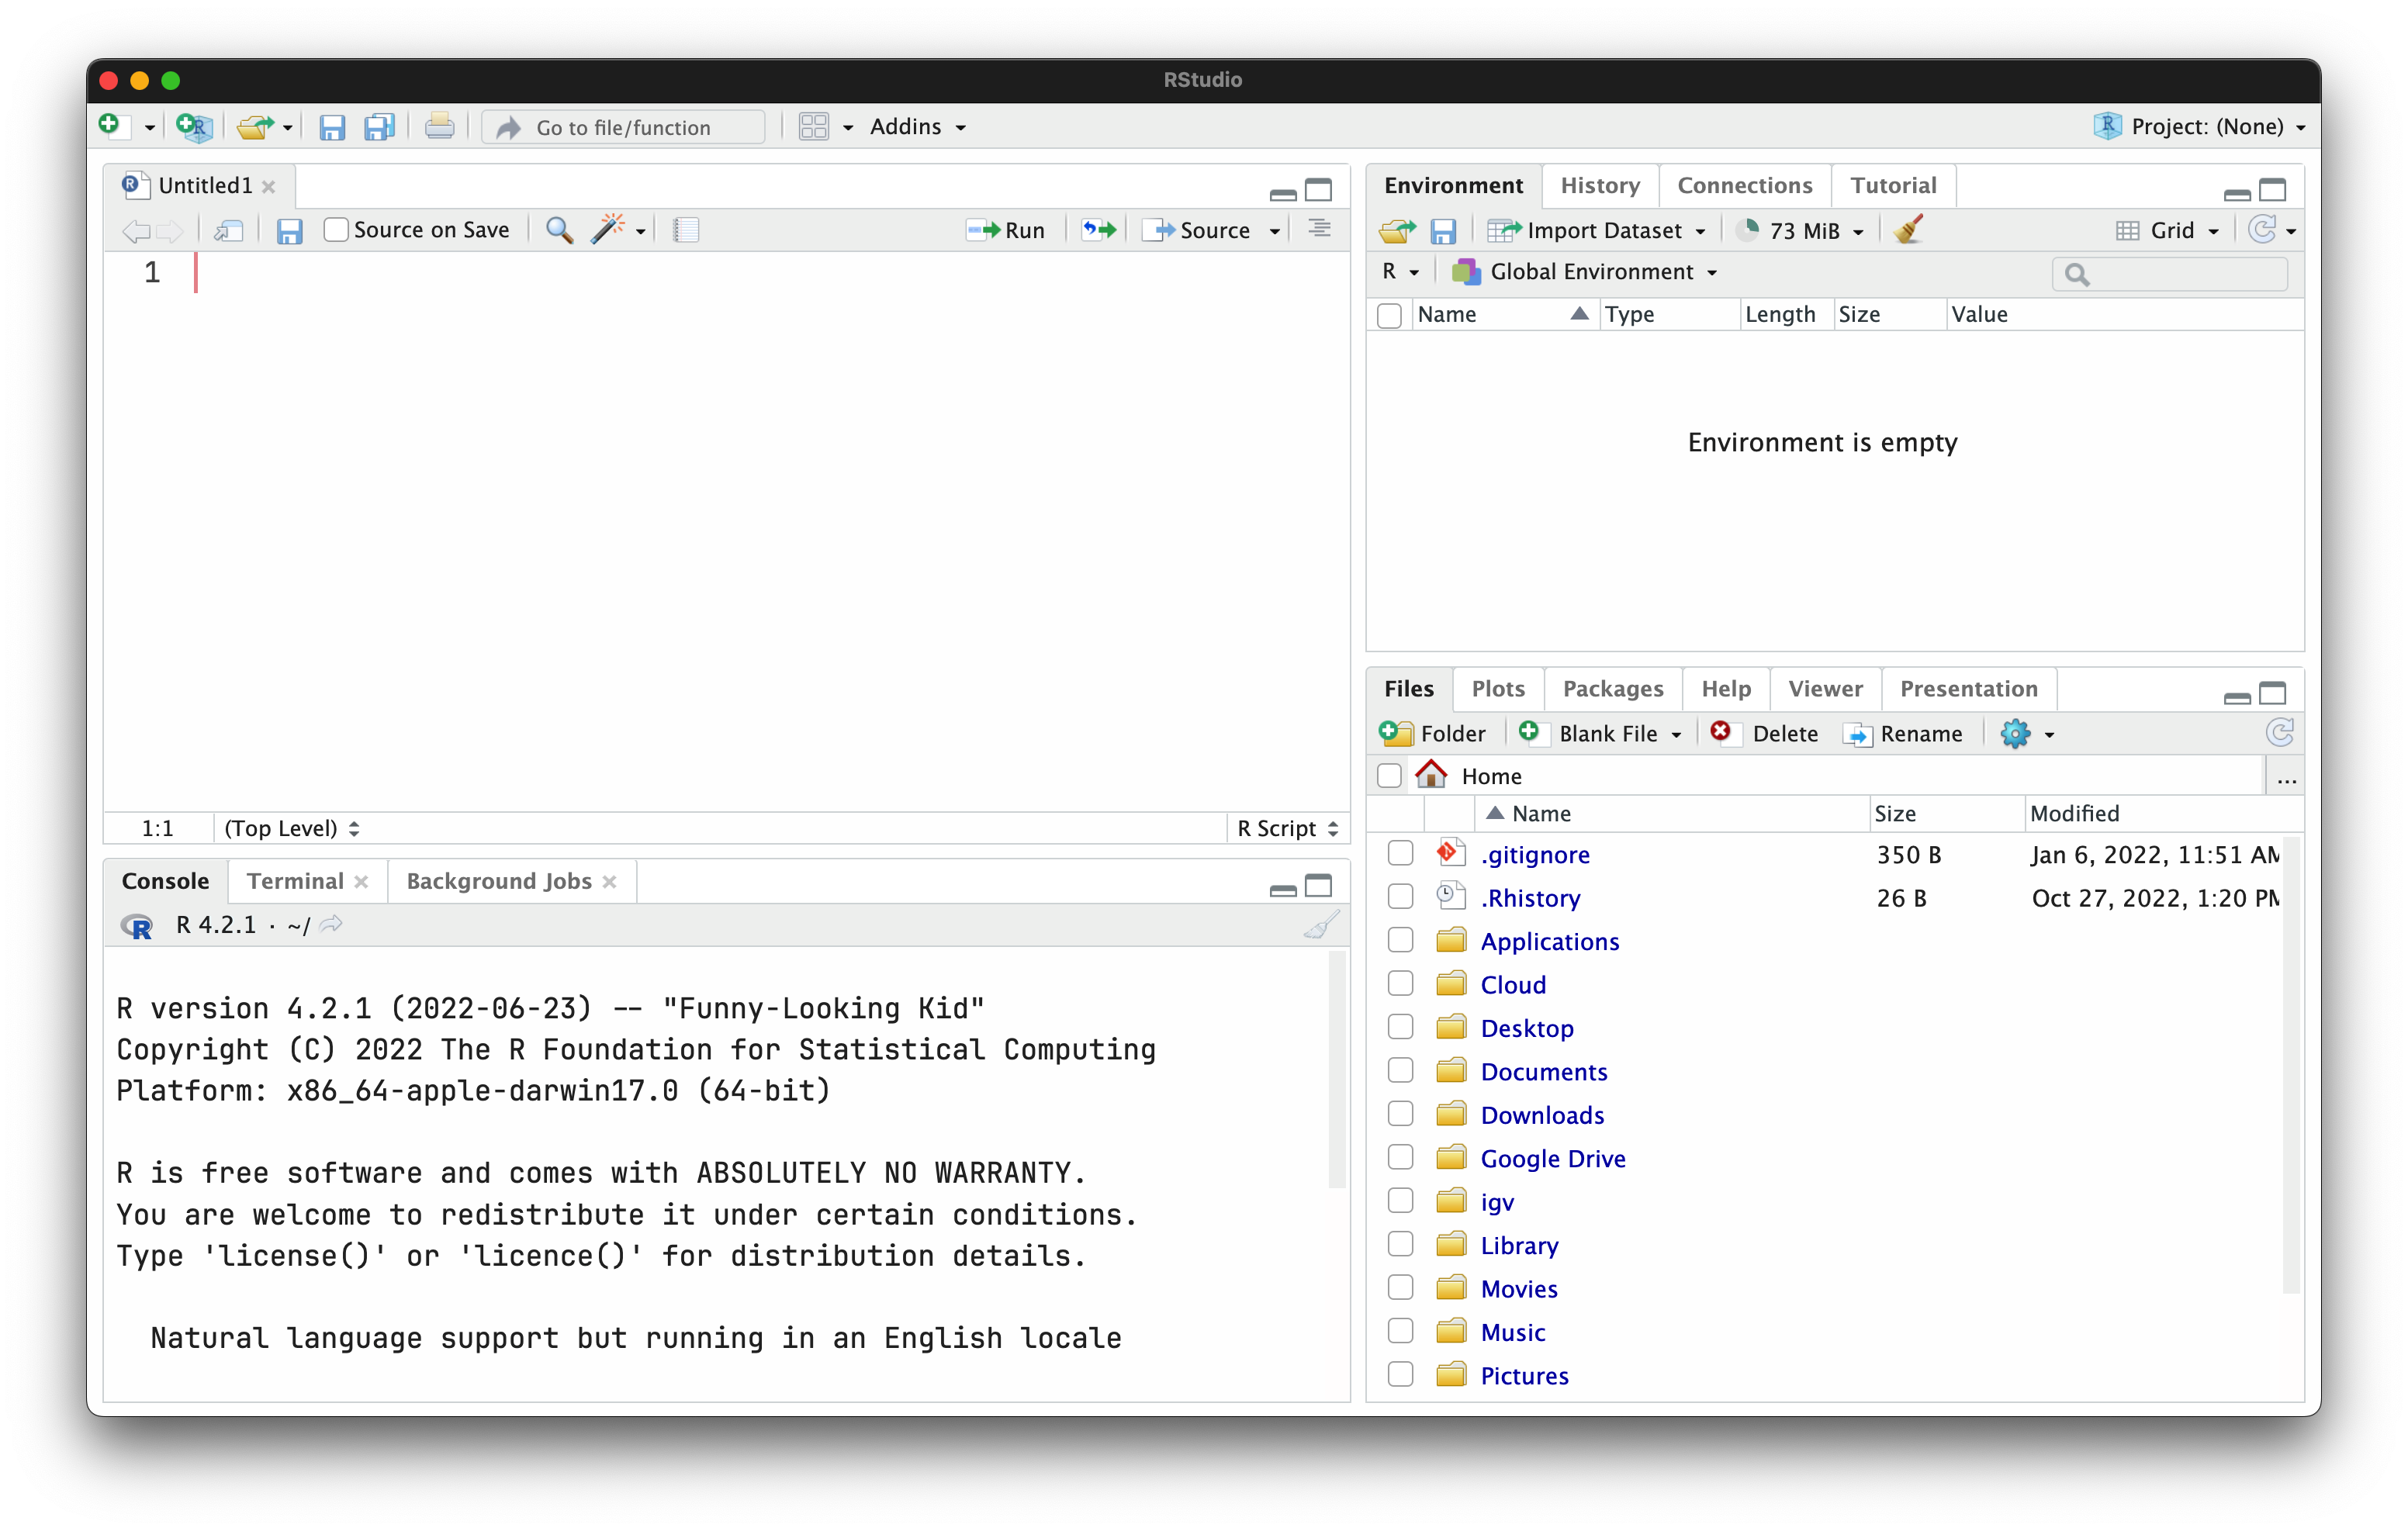 RStudio
Go to file/function
Addins
Project: (None)
Untitled1
Source on Save
Run
Source
1
1:1
(Top Level)
R Script
Console
Terminal
Background Jobs
R 4.2.1 · ~/
R version 4.2.1 (2022-06-23) -- "Funny-Looking Kid"
Copyright (C) 2022 The R Foundation for Statistical Computing
Platform: x86_64-apple-darwin17.0 (64-bit)
R is free software and comes with ABSOLUTELY NO WARRANTY.
You are welcome to redistribute it under certain conditions.
Type 'license()' or 'licence()' for distribution details.
Natural language support but running in an English locale
Environment
History
Connections
Tutorial
Import Dataset
73 MiB
Grid
R
Global Environment
Name
Type
Length
Size
Value
Environment is empty
Files
Plots
Packages
Help
Viewer
Presentation
Folder
Blank File
Delete
Rename
Home
...
Name
Size
Modified
.gitignore 350 B Jan 6, 2022, 11:51 AM
.Rhistory 26 B Oct 27, 2022, 1:20 PM
Applications
Cloud
Desktop
Documents
Downloads
Google Drive
igv
Library
Movies
Music
Pictures